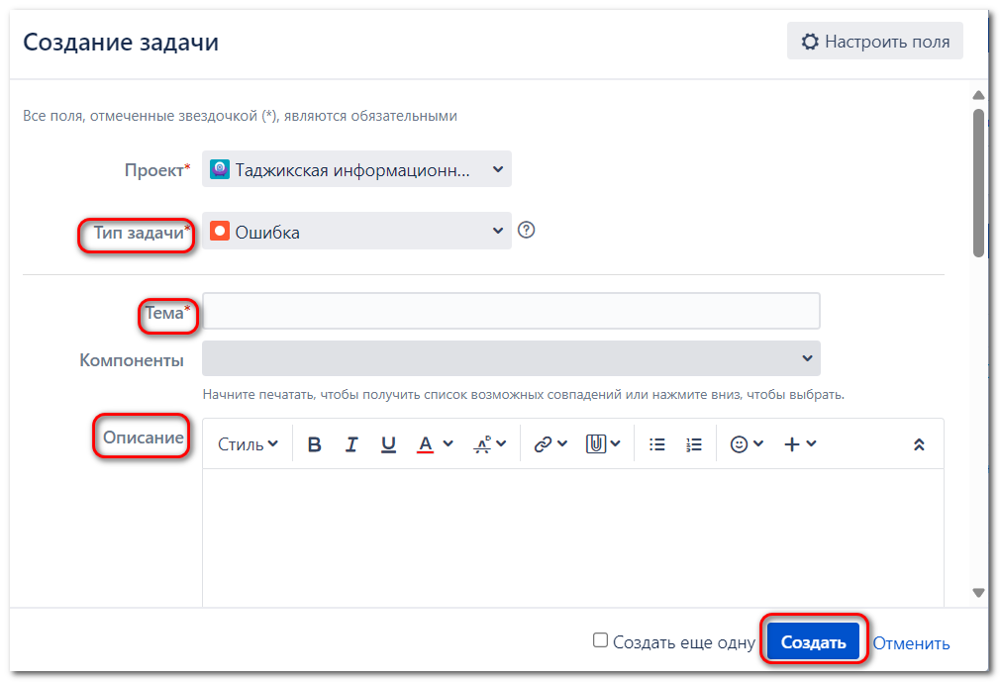 Создание задачи
Настроить поля
Все поля, отмеченные звездочкой (*), являются обязательными
Проект* Таджикская информационн...
Тип задачи* Ошибка
Тема*
Компоненты
Начните печатать, чтобы получить список возможных совпадений или нажмите вниз, чтобы выбрать.
Описание
Стиль B I U A
Создать еще одну Создать Отменить